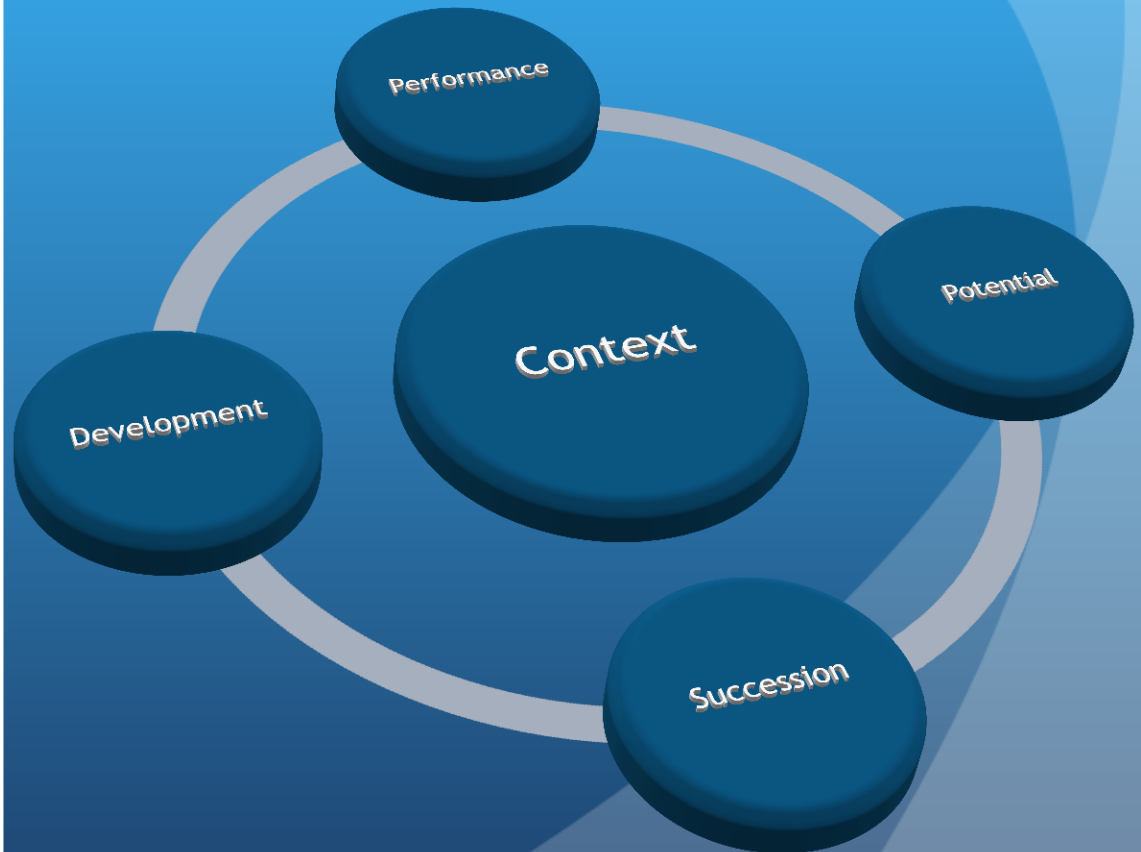 Performance
Potential
Context
Development
Succession